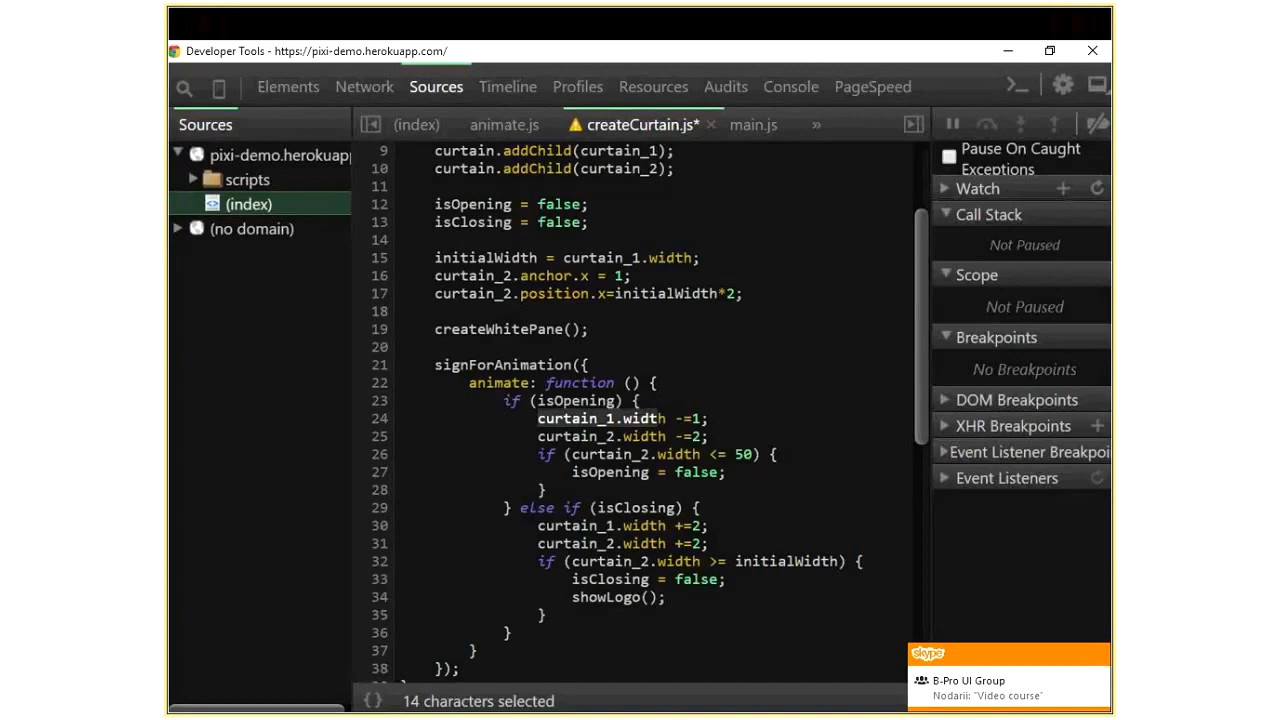 Developer Tools - https://pixi-demo.herokuapp.com/
Elements Network Sources Timeline Profiles Resources Audits Console PageSpeed
Sources
(index) animate.js createCurtain.js* × main.js »
pixi-demo.herokuapp
scripts
(index)
(no domain)
9 curtain.addChild(curtain_1);
10 curtain.addChild(curtain_2);
11
12 isOpening = false;
13 isClosing = false;
14
15 initialWidth = curtain_1.width;
16 curtain_2.anchor.x = 1;
17 curtain_2.position.x=initialWidth*2;
18
19 createWhitePane();
20
21 signForAnimation({
22 animate: function () {
23 if (isOpening) {
24 curtain_1.width -=1;
25 curtain_2.width -=2;
26 if (curtain_2.width <= 50) {
27 isOpening = false;
28 }
29 } else if (isClosing) {
30 curtain_1.width +=2;
31 curtain_2.width +=2;
32 if (curtain_2.width >= initialWidth) {
33 isClosing = false;
34 showLogo();
35 }
36 }
37 }
38 });
{} 14 characters selected
Pause On Caught
Exceptions
Watch
Call Stack
Not Paused
Scope
Not Paused
Breakpoints
No Breakpoints
DOM Breakpoints
XHR Breakpoints
Event Listener Breakpoi
Event Listeners
skype
B-Pro UI Group
Nodarii: "Video course"